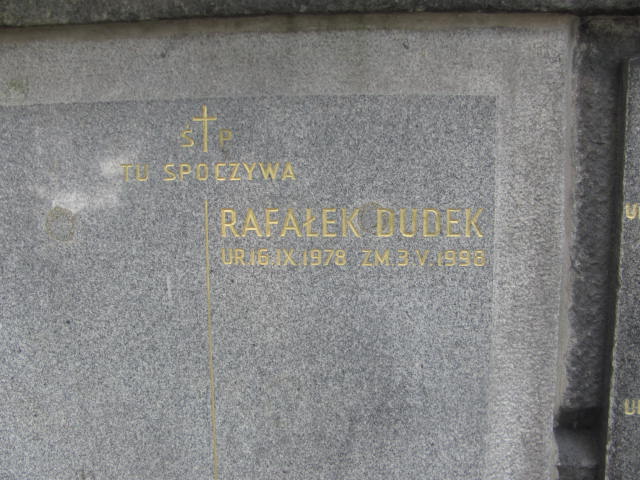 Ś P
TU SPOCZYWA
RAFAŁEK DUDEK
UR.16.IX.1978 ZM.3.V.1998